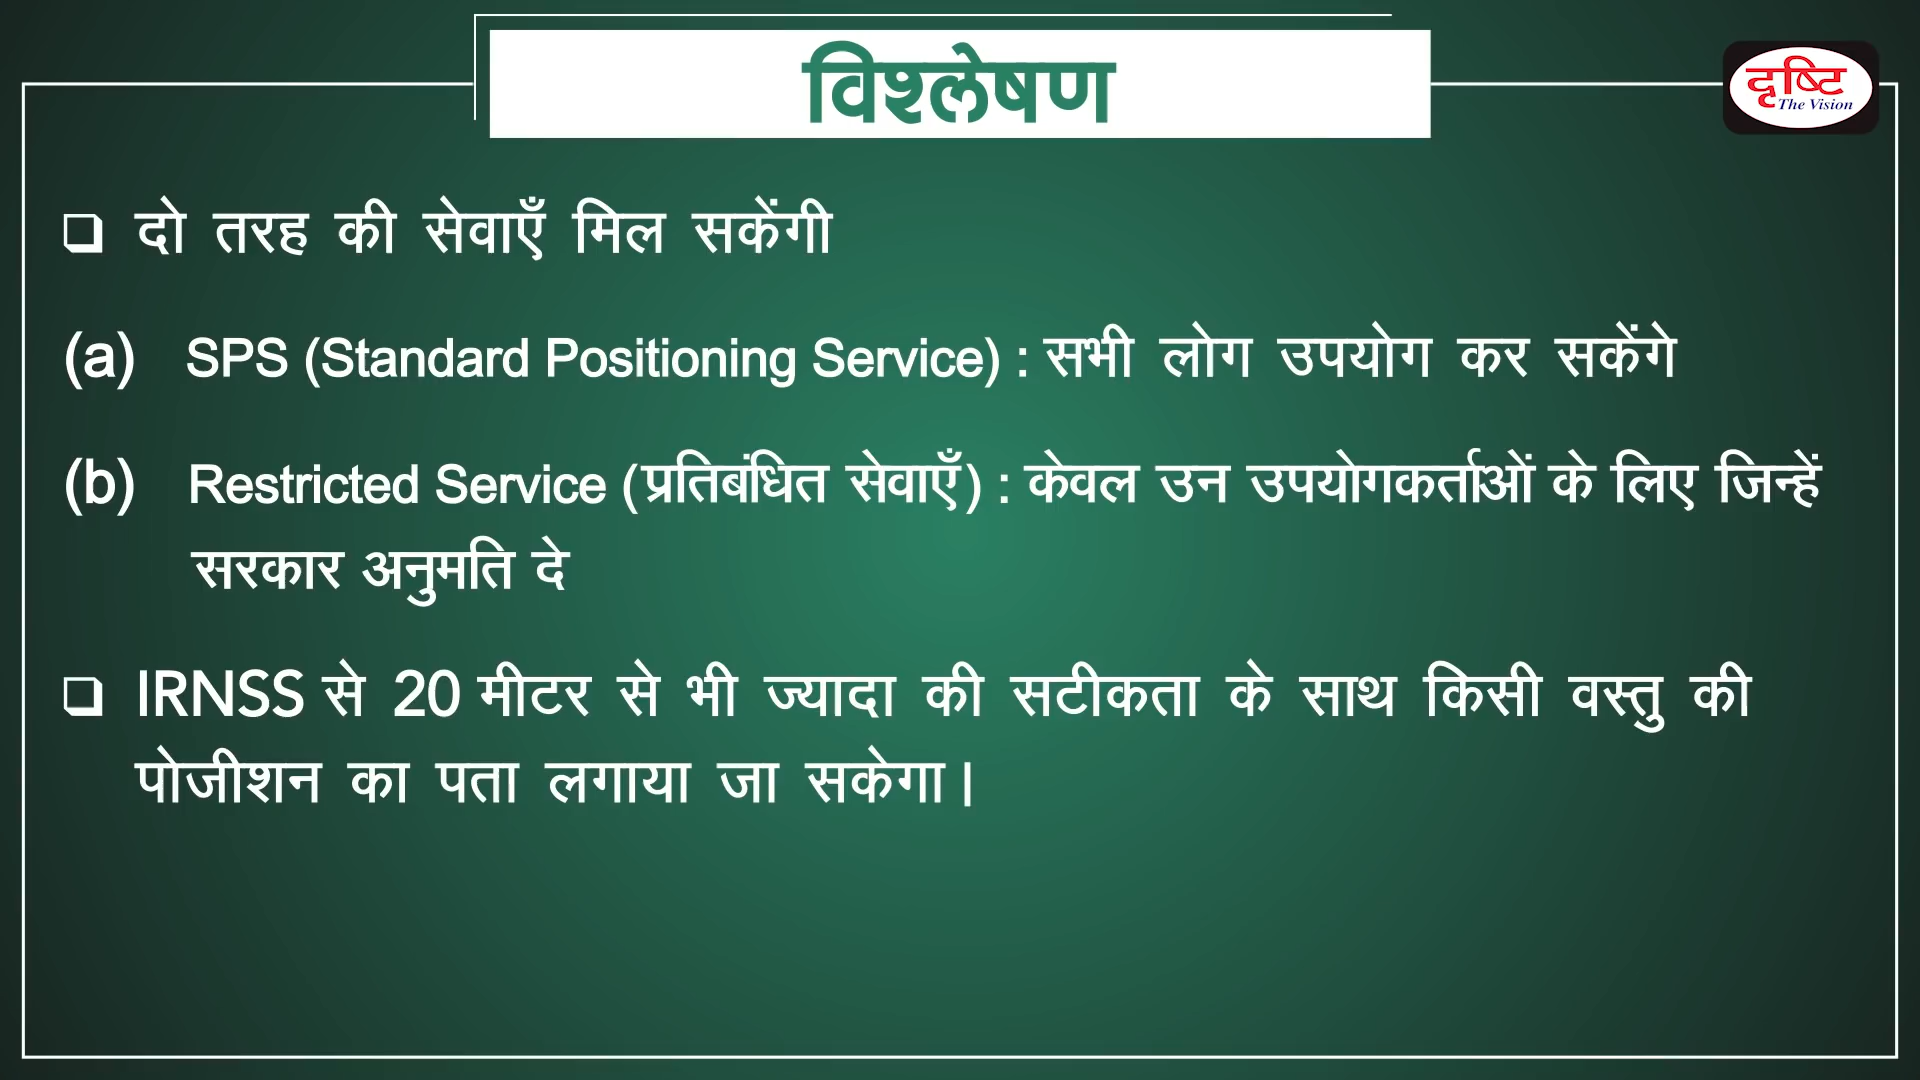 विश्लेषण
दृष्टि
The Vision
❑ दो तरह की सेवाएँ मिल सकेंगी
(a) SPS (Standard Positioning Service) : सभी लोग उपयोग कर सकेंगे
(b) Restricted Service (प्रतिबंधित सेवाएँ) : केवल उन उपयोगकर्ताओं के लिए जिन्हें
सरकार अनुमति दे
❑ IRNSS से 20 मीटर से भी ज्यादा की सटीकता के साथ किसी वस्तु की
पोजीशन का पता लगाया जा सकेगा।